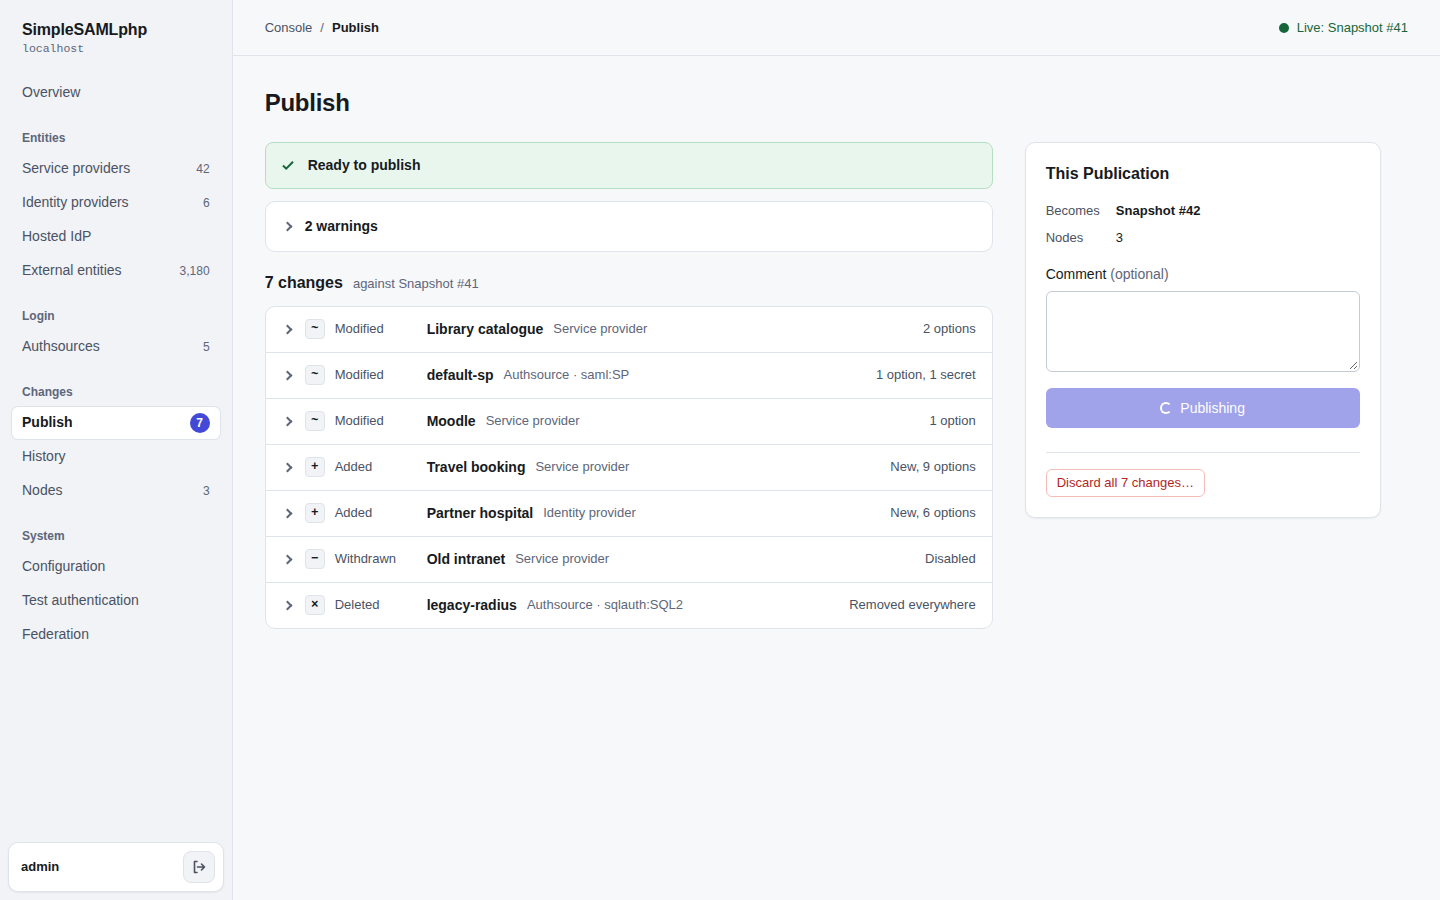 SimpleSAMLphp
localhost
Overview
Entities
Service providers 42
Identity providers 6
Hosted IdP
External entities 3,180
Login
Authsources 5
Changes
Publish 7
History
Nodes 3
System
Configuration
Test authentication
Federation
admin
Console / Publish
Live: Snapshot #41
Publish
Ready to publish
2 warnings
7 changes against Snapshot #41
~ Modified Library catalogue Service provider 2 options
~ Modified default-sp Authsource · saml:SP 1 option, 1 secret
~ Modified Moodle Service provider 1 option
+ Added Travel booking Service provider New, 9 options
+ Added Partner hospital Identity provider New, 6 options
− Withdrawn Old intranet Service provider Disabled
× Deleted legacy-radius Authsource · sqlauth:SQL2 Removed everywhere
This Publication
Becomes Snapshot #42
Nodes 3
Comment (optional)
Publishing
Discard all 7 changes…